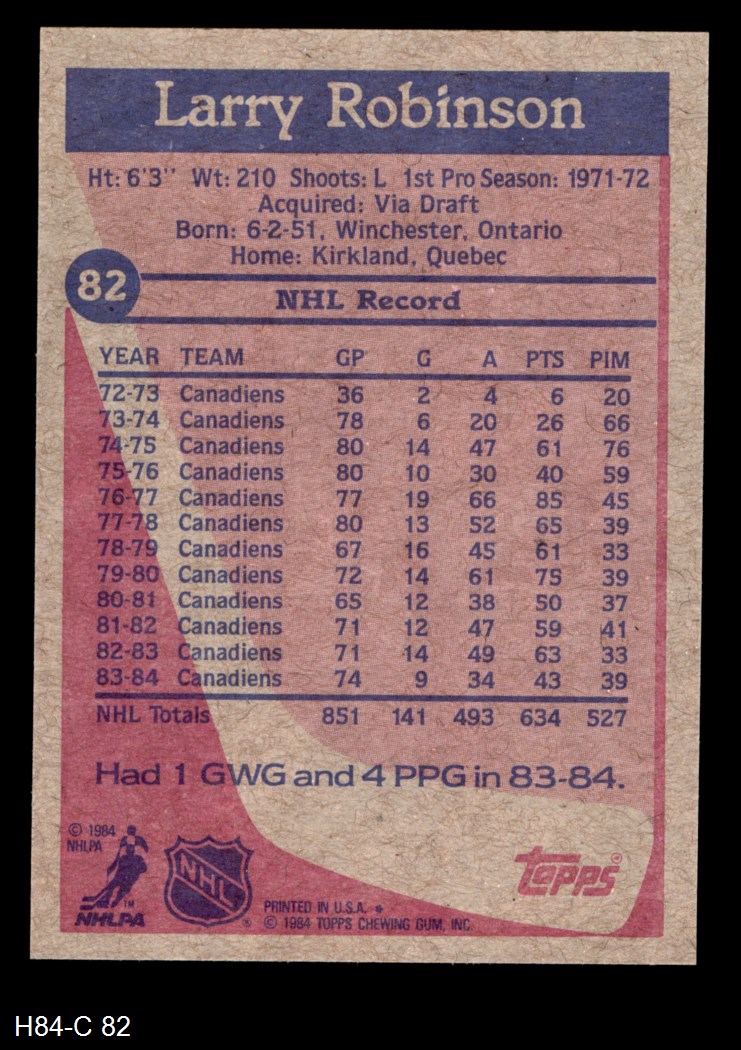 Larry Robinson
Ht: 6'3" Wt: 210 Shoots: L 1st Pro Season: 1971-72
Acquired: Via Draft
Born: 6-2-51, Winchester, Ontario
Home: Kirkland, Quebec
82
NHL Record
YEAR TEAM GP G A PTS PIM
72-73 Canadiens 36 2 4 6 20
73-74 Canadiens 78 6 20 26 66
74-75 Canadiens 80 14 47 61 76
75-76 Canadiens 80 10 30 40 59
76-77 Canadiens 77 19 66 85 45
77-78 Canadiens 80 13 52 65 39
78-79 Canadiens 67 16 45 61 33
79-80 Canadiens 72 14 61 75 39
80-81 Canadiens 65 12 38 50 37
81-82 Canadiens 71 12 47 59 41
82-83 Canadiens 71 14 49 63 33
83-84 Canadiens 74 9 34 43 39
NHL Totals 851 141 493 634 527
Had 1 GWG and 4 PPG in 83-84.
© 1984
NHLPA
TM
NHLPA
NHL
®
PRINTED IN U.S.A. *
© 1984 TOPPS CHEWING GUM, INC.
topps®
H84-C 82